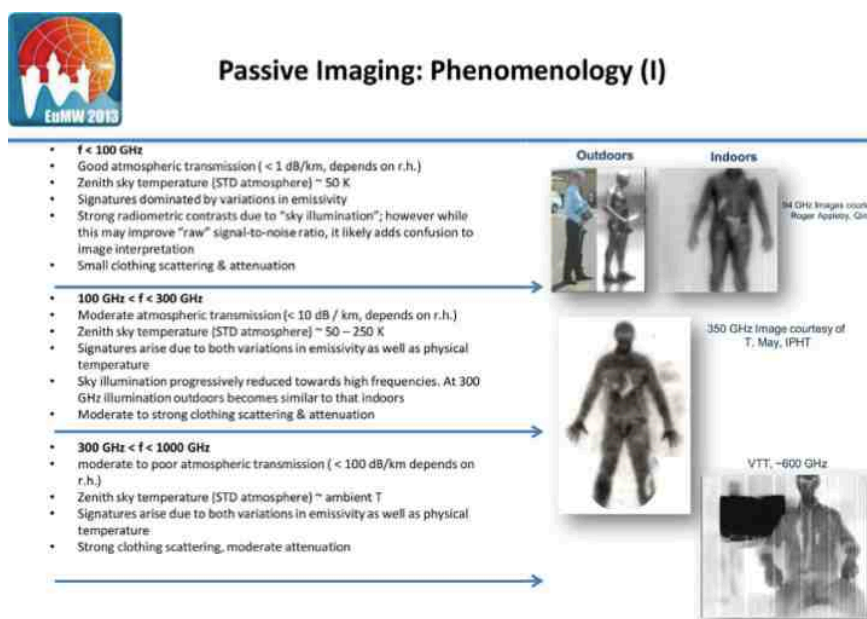 EuMW 2013
Passive Imaging: Phenomenology (I)
• f < 100 GHz
• Good atmospheric transmission ( < 1 dB/km, depends on r.h.)
• Zenith sky temperature (STD atmosphere) ~ 50 K
• Signatures dominated by variations in emissivity
• Strong radiometric contrasts due to "sky illumination"; however while
this may improve "raw" signal-to-noise ratio, it likely adds confusion to
image interpretation
• Small clothing scattering & attenuation
• 100 GHz < f < 300 GHz
• Moderate atmospheric transmission (< 10 dB / km, depends on r.h.)
• Zenith sky temperature (STD atmosphere) ~ 50 – 250 K
• Signatures arise due to both variations in emissivity as well as physical
temperature
• Sky illumination progressively reduced towards high frequencies. At 300
GHz illumination outdoors becomes similar to that indoors
• Moderate to strong clothing scattering & attenuation
• 300 GHz < f < 1000 GHz
• moderate to poor atmospheric transmission ( < 100 dB/km depends on
r.h.)
• Zenith sky temperature (STD atmosphere) ~ ambient T
• Signatures arise due to both variations in emissivity as well as physical
temperature
• Strong clothing scattering, moderate attenuation
Outdoors
Indoors
94 GHz Images
Roger Appleby,
350 GHz Image courtesy of
T. May, IPHT
VTT, ~600 GHz